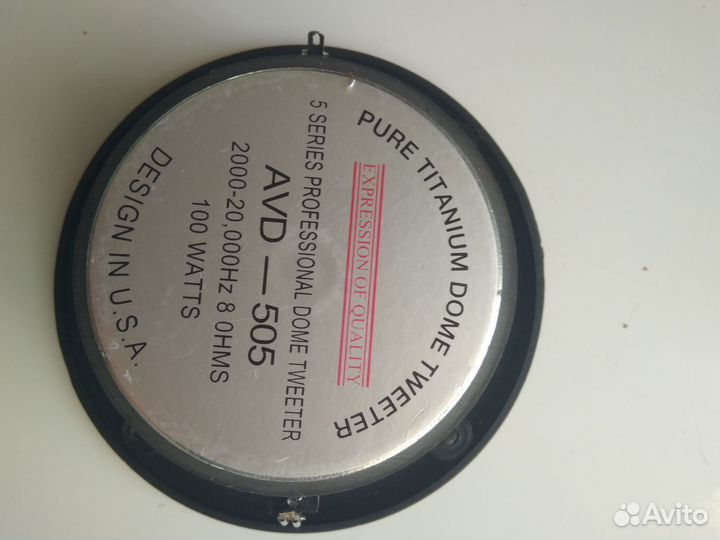 PURE TITANIUM DOME TWEETER
EXPRESSION OF QUALITY
5 SERIES PROFESSIONAL DOME TWEETER
AVD — 505
2000-20,000Hz 8 OHMS
100 WATTS
DESIGN IN U.S.A.
Avito